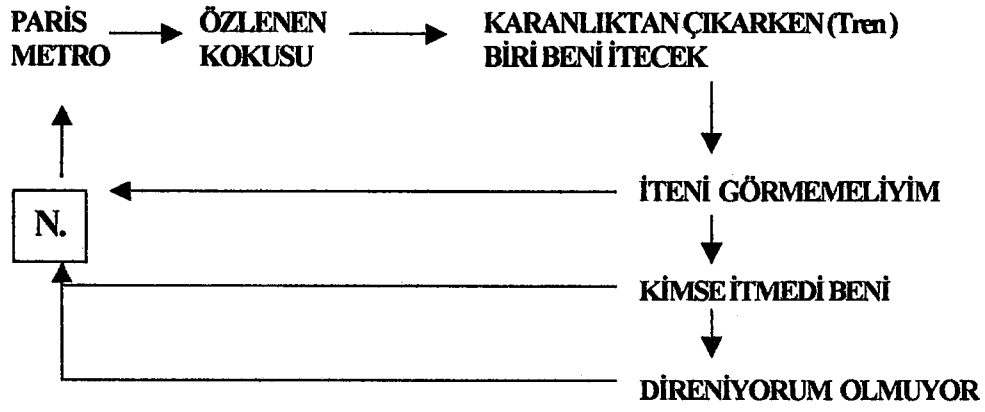 PARİS
METRO
ÖZLENEN
KOKUSU
KARANLIKTAN ÇIKARKEN (Tren )
BİRİ BENİ İTECEK
İTENİ GÖRMEMELİYİM
N.
KİMSE İTMEDİ BENİ
DİRENİYORUM OLMUYOR